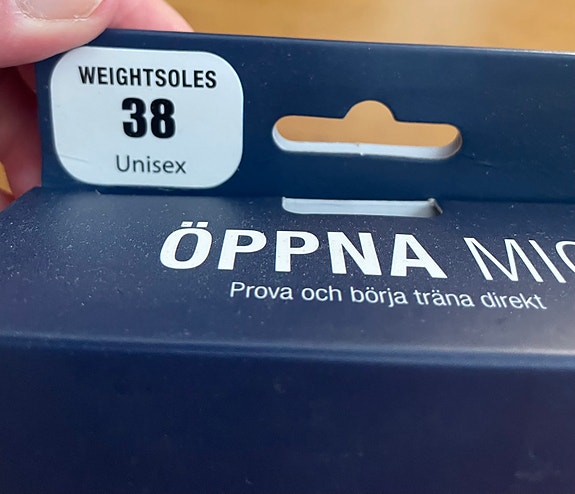 WEIGHTSOLES
38
Unisex
ÖPPNA
Prova och börja träna direkt